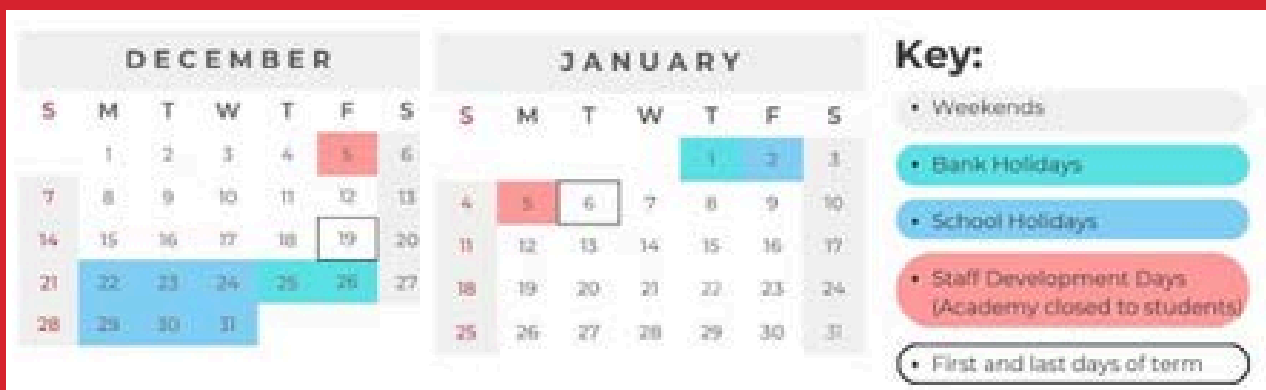 DECEMBER
S M T W T F S
1 2 3 4 5 6
7 8 9 10 11 12 13
14 15 16 17 18 19 20
21 22 23 24 25 26 27
28 29 30 31
JANUARY
S M T W T F S
1 2 3
4 5 6 7 8 9 10
11 12 13 14 15 16 17
18 19 20 21 22 23 24
25 26 27 28 29 30 31
Key:
• Weekends
• Bank Holidays
• School Holidays
• Staff Development Days
(Academy closed to students)
• First and last days of term